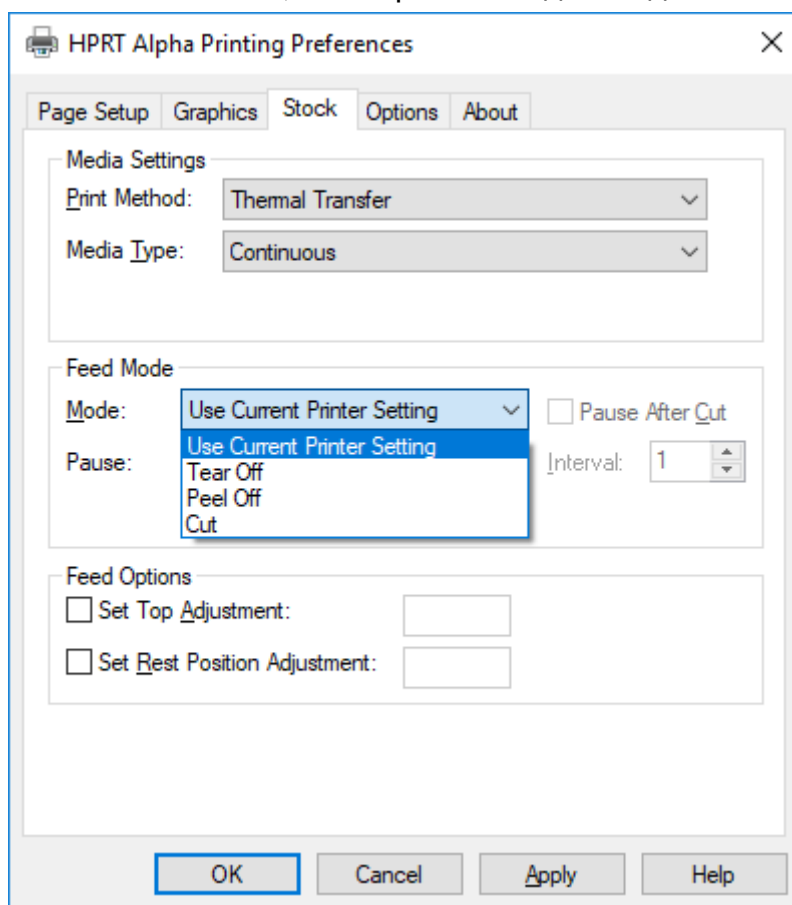 HPRT Alpha Printing Preferences
Page Setup Graphics Stock Options About
Media Settings
Print Method: Thermal Transfer
Media Type: Continuous
Feed Mode
Mode: Use Current Printer Setting Pause After Cut
Use Current Printer Setting
Pause: Interval: 1
Tear Off
Peel Off
Cut
Feed Options
Set Top Adjustment:
Set Rest Position Adjustment:
OK Cancel Apply Help